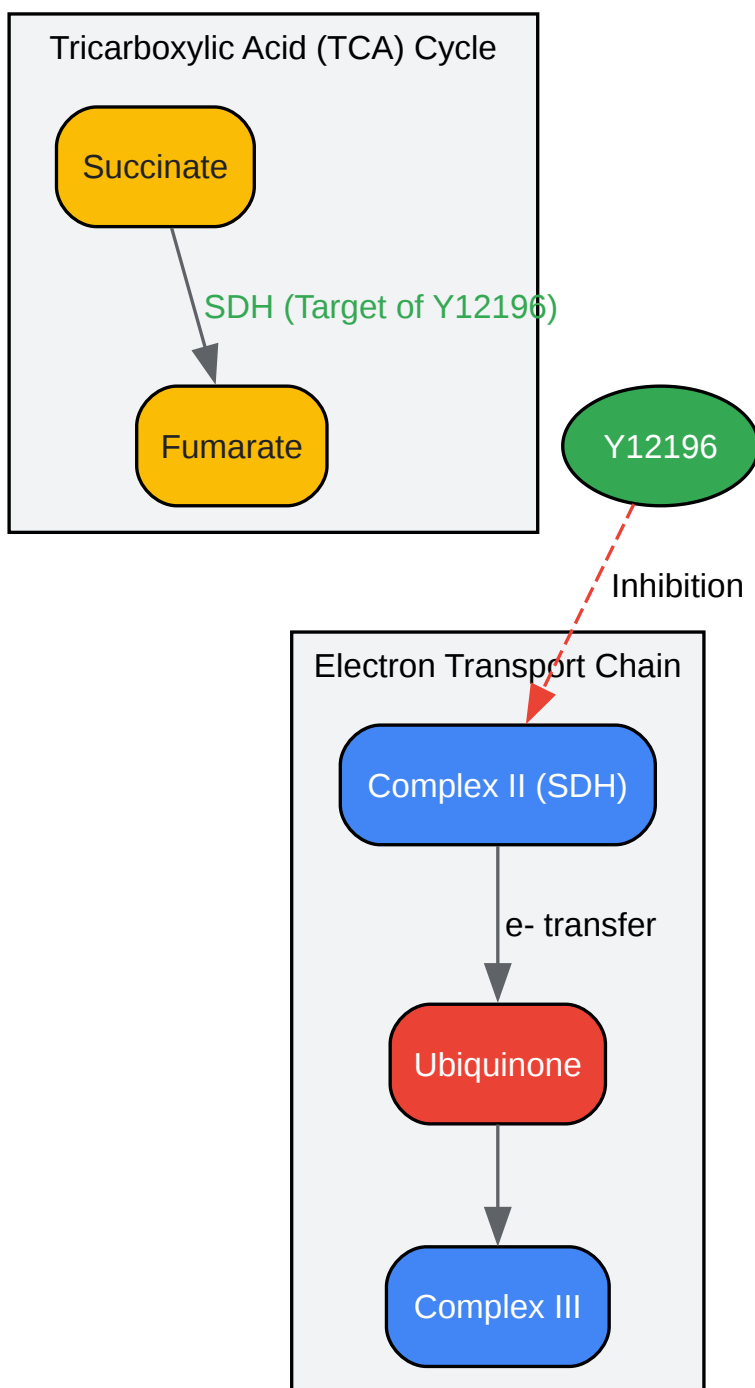 Tricarboxylic Acid (TCA) Cycle
Succinate
SDH (Target of Y12196)
Fumarate
Y12196
Inhibition
Electron Transport Chain
Complex II (SDH)
e- transfer
Ubiquinone
Complex III